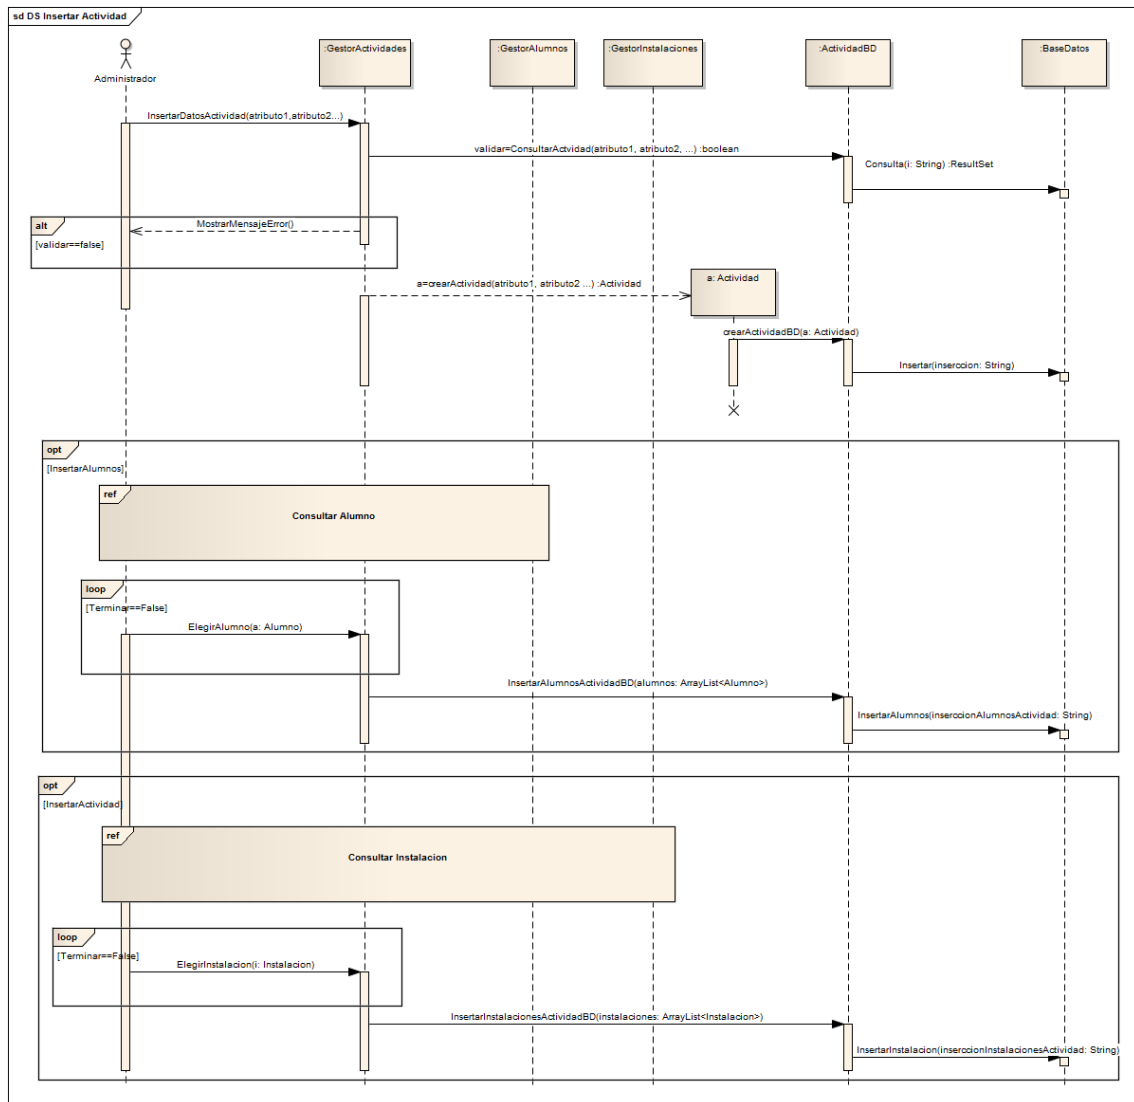 sd DS Insertar Actividad
Administrador
:GestorActividades
:GestorAlumnos
:GestorInstalaciones
:ActividadBD
:BaseDatos
InsertarDatosActividad(atributo1,atributo2...)
validar=ConsultarActvidad(atributo1, atributo2, ...) :boolean
Consulta(i: String) :ResultSet
alt
MostrarMensajeError()
[validar==false]
a=crearActividad(atributo1, atributo2 ...) :Actividad
a: Actividad
crearActividadBD(a: Actividad)
Insertar(inserccion: String)
opt
[InsertarAlumnos]
ref
Consultar Alumno
loop
[Terminar==False]
ElegirAlumno(a: Alumno)
InsertarAlumnosActividadBD(alumnos: ArrayList<Alumno>)
InsertarAlumnos(inserccionAlumnosActividad: String)
opt
[InsertarActividad]
ref
Consultar Instalacion
loop
[Terminar==False]
ElegirInstalacion(i: Instalacion)
InsertarInstalacionesActividadBD(instalaciones: ArrayList<Instalacion>)
InsertarInstalacion(inserccionInstalacionesActividad: String)